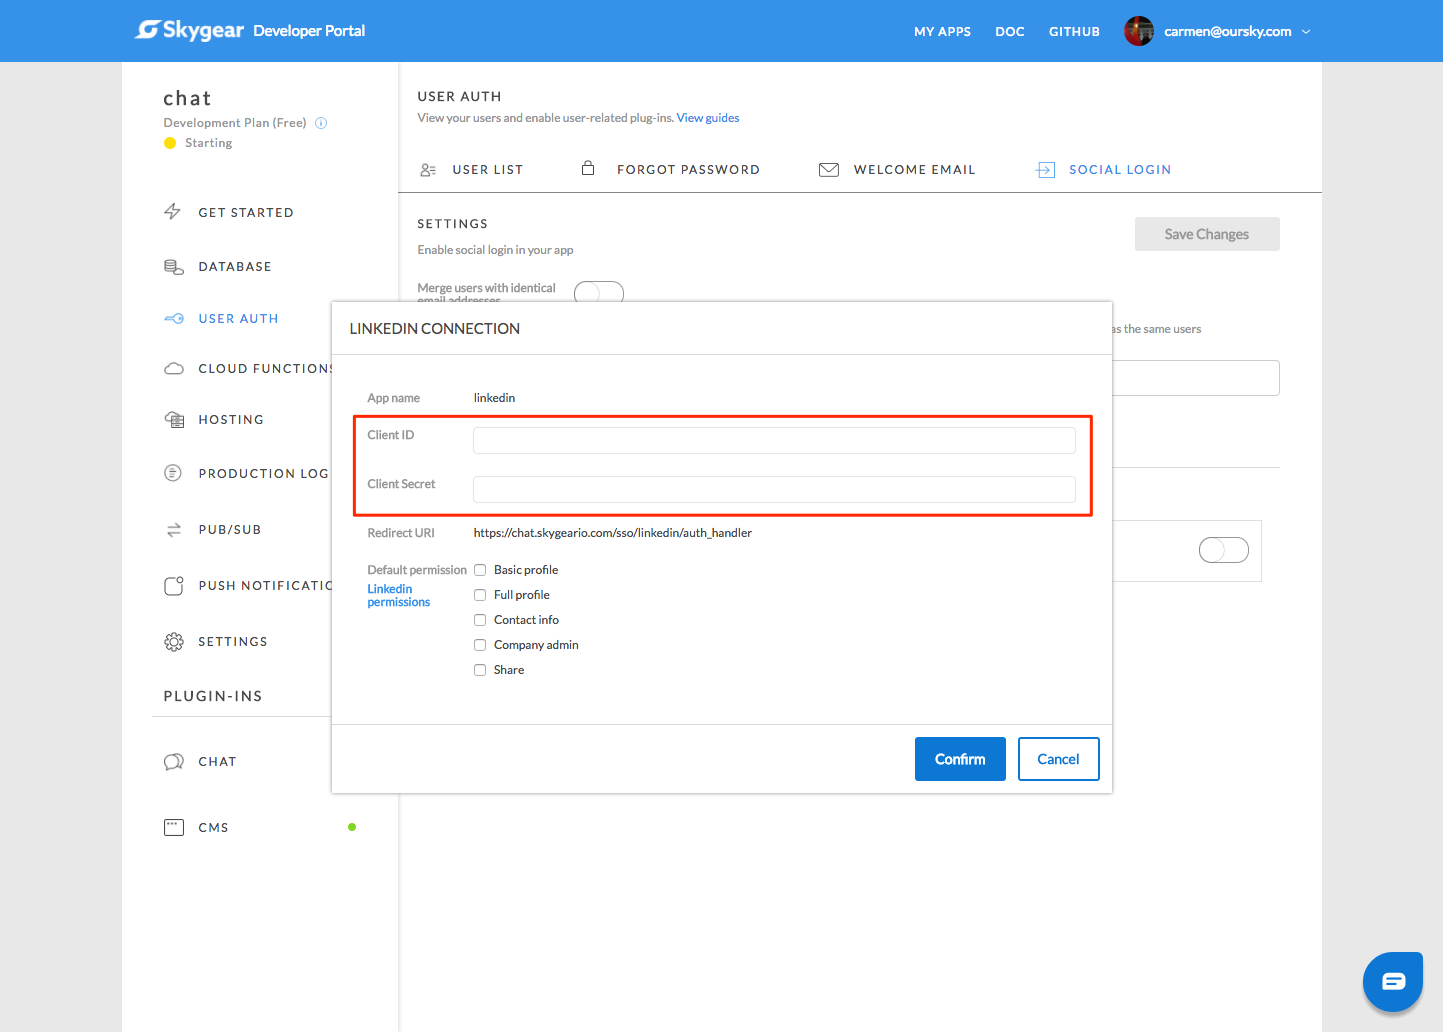 Skygear Developer Portal
MY APPS DOC GITHUB carmen@oursky.com
chat
Development Plan (Free)
Starting
GET STARTED
DATABASE
USER AUTH
CLOUD FUNCTIONS
HOSTING
PRODUCTION LOG
PUB/SUB
PUSH NOTIFICATIO
SETTINGS
PLUGIN-INS
CHAT
CMS
USER AUTH
View your users and enable user-related plug-ins. View guides
USER LIST FORGOT PASSWORD WELCOME EMAIL SOCIAL LOGIN
SETTINGS
Save Changes
Enable social login in your app
Merge users with identical
email addresses
as the same users
LINKEDIN CONNECTION
App name linkedin
Client ID
Client Secret
Redirect URI https://chat.skygeario.com/sso/linkedin/auth_handler
Default permission Basic profile
Linkedin
permissions
Full profile
Contact info
Company admin
Share
Confirm Cancel